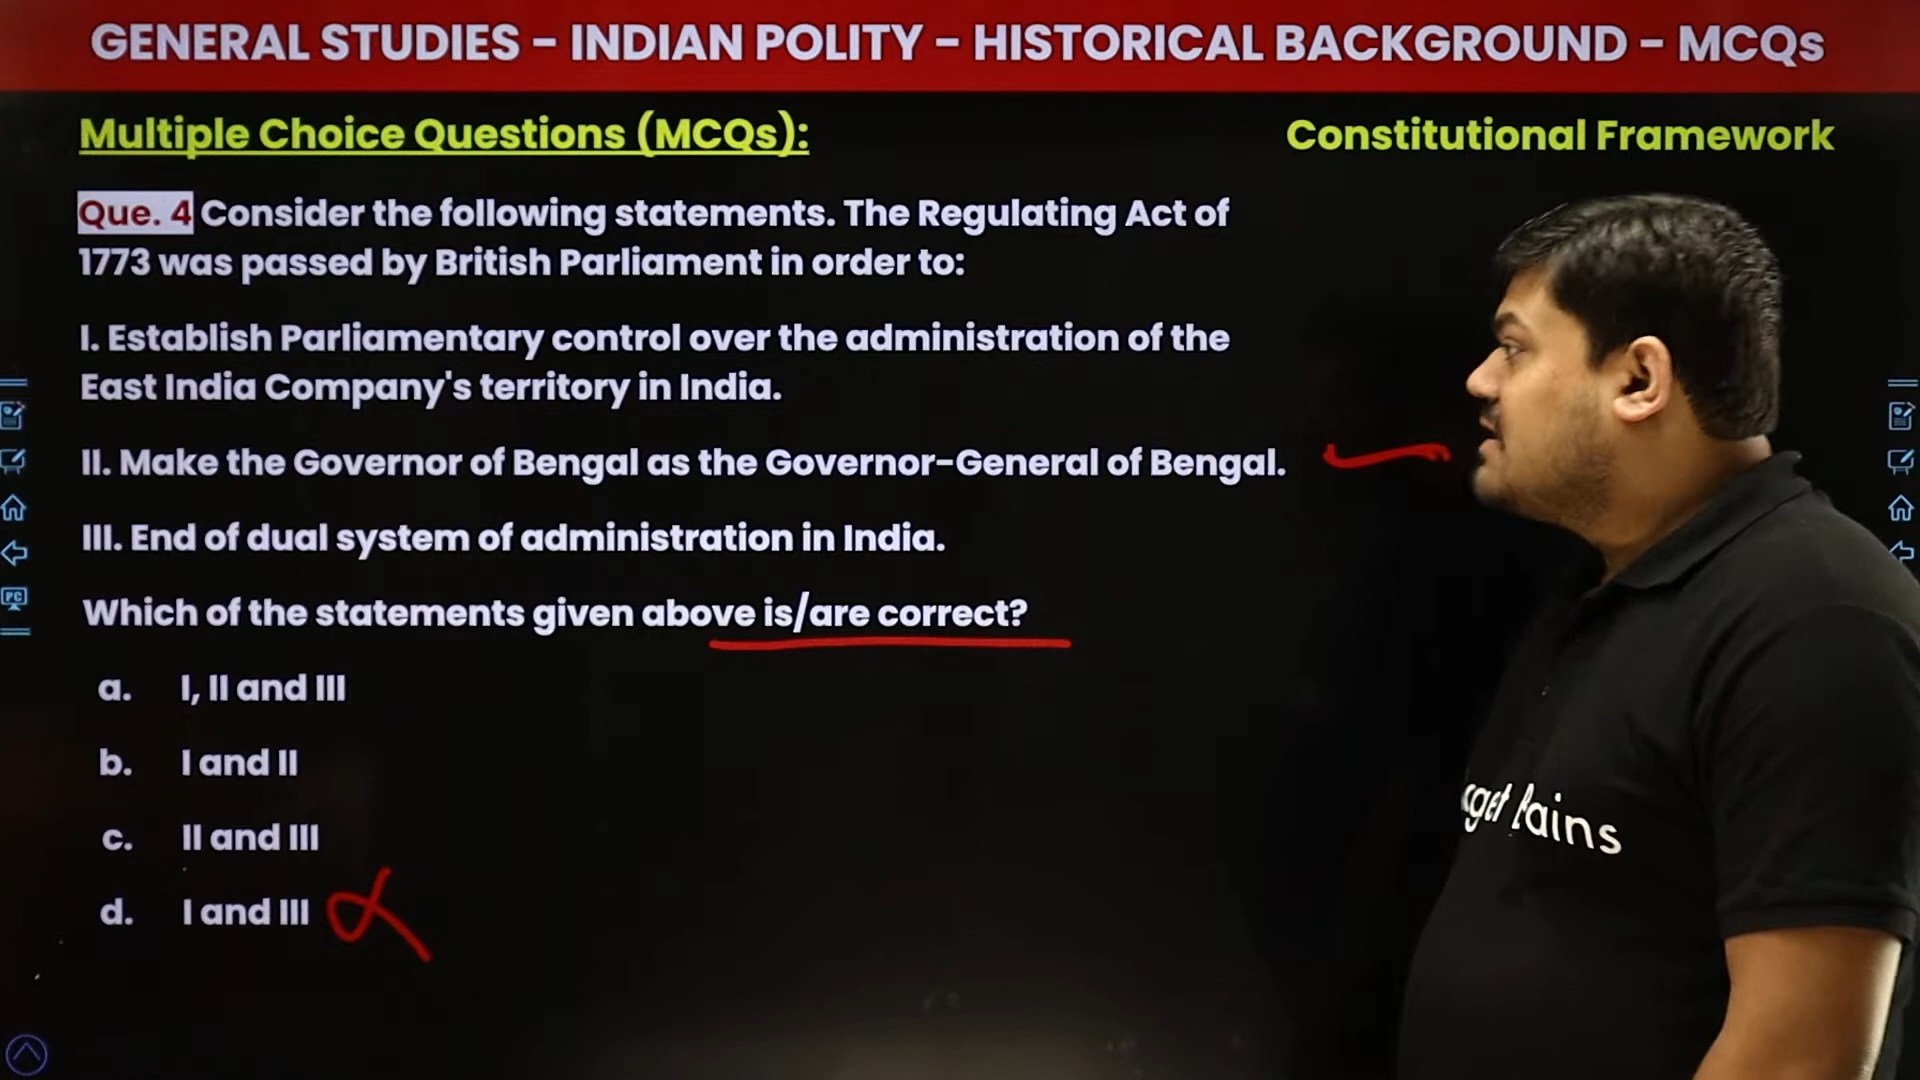 GENERAL STUDIES - INDIAN POLITY - HISTORICAL BACKGROUND - MCQs
Multiple Choice Questions (MCQs):
Constitutional Framework
Que. 4 Consider the following statements. The Regulating Act of
1773 was passed by British Parliament in order to:
I. Establish Parliamentary control over the administration of the
East India Company's territory in India.
II. Make the Governor of Bengal as the Governor-General of Bengal.
III. End of dual system of administration in India.
Which of the statements given above is/are correct?
a. I, II and III
b. I and II
c. II and III
d. I and III
PC